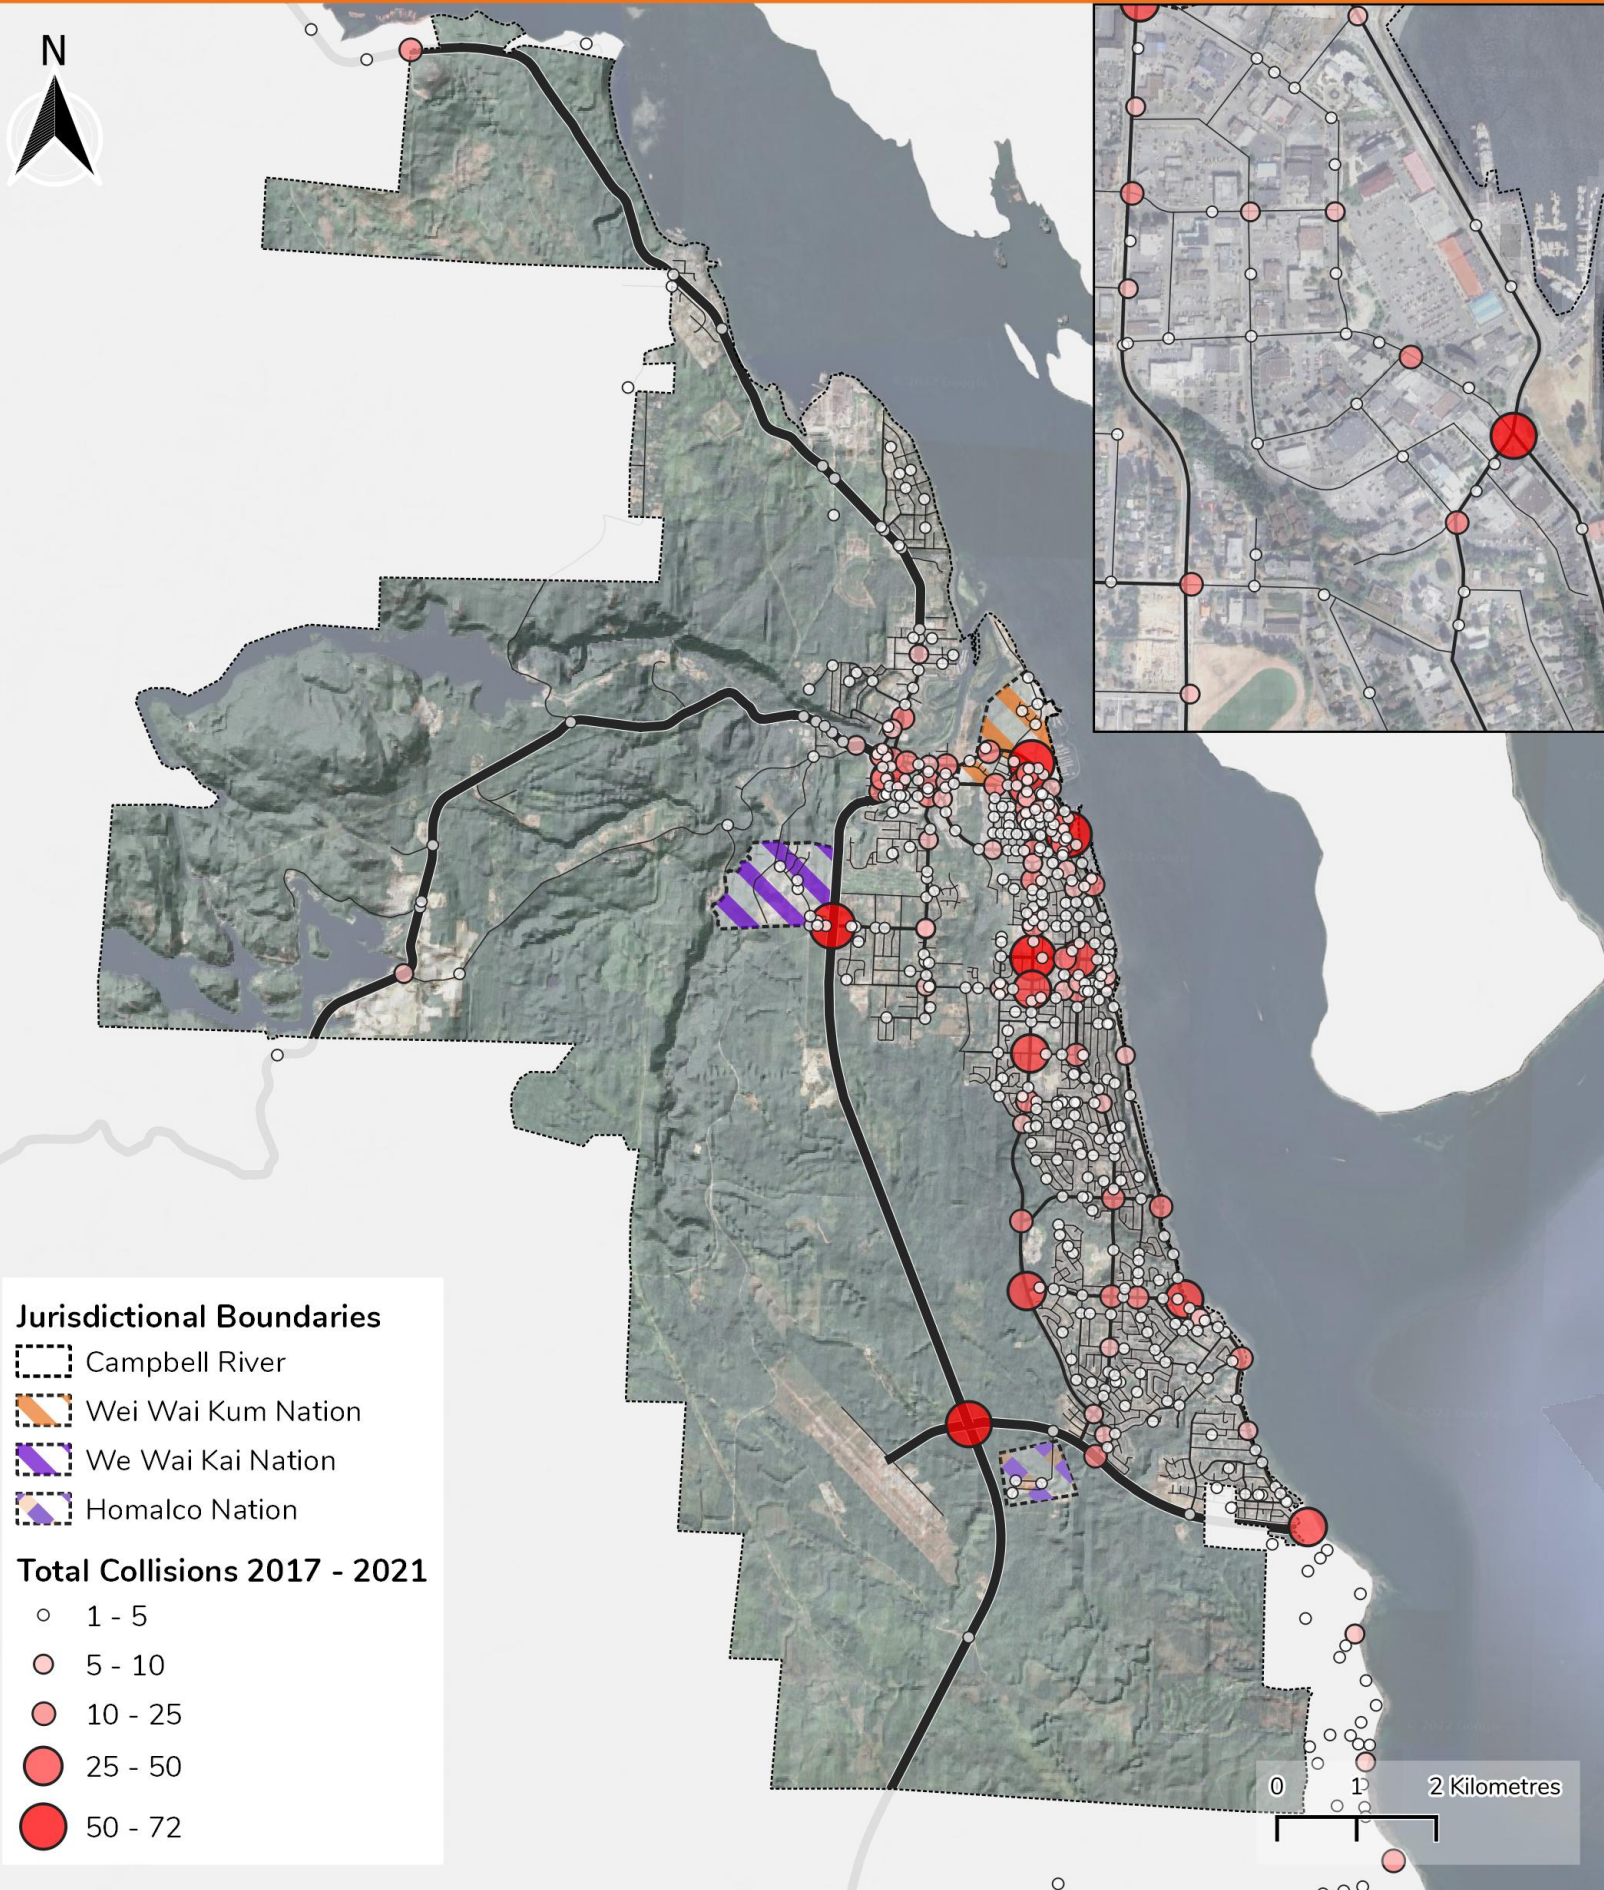 N
Jurisdictional Boundaries
Campbell River
Wei Wai Kum Nation
We Wai Kai Nation
Homalco Nation
Total Collisions 2017 - 2021
1 - 5
5 - 10
10 - 25
25 - 50
50 - 72
0 1 2 Kilometres